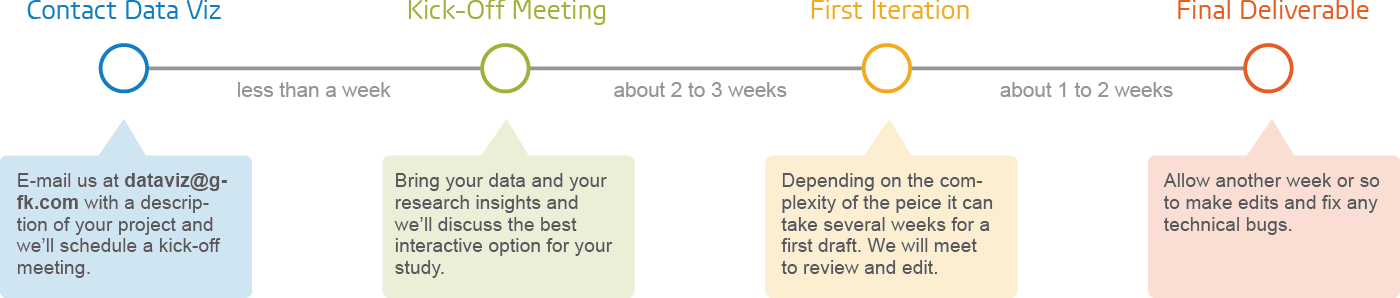 Contact Data Viz
Kick-Off Meeting
First Iteration
Final Deliverable
less than a week
about 2 to 3 weeks
about 1 to 2 weeks
E-mail us at dataviz@g-
fk.com with a descrip-
tion of your project and
we'll schedule a kick-off
meeting.
Bring your data and your
research insights and
we'll discuss the best
interactive option for your
study.
Depending on the com-
plexity of the peice it can
take several weeks for a
first draft. We will meet
to review and edit.
Allow another week or so
to make edits and fix any
technical bugs.